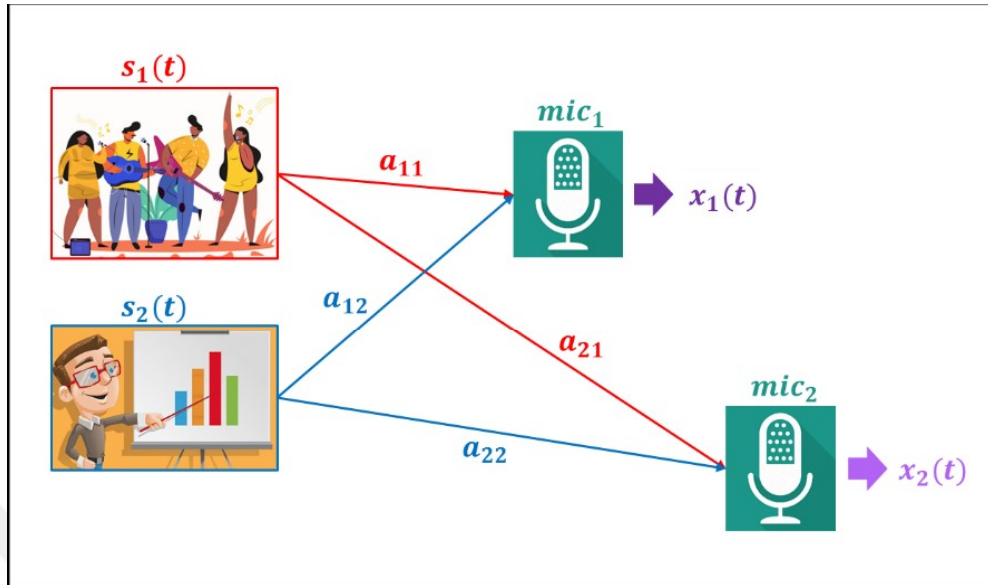 s₁(t)
mic₁
a₁₁
x₁(t)
a₁₂
s₂(t)
a₂₁
mic₂
a₂₂
x₂(t)